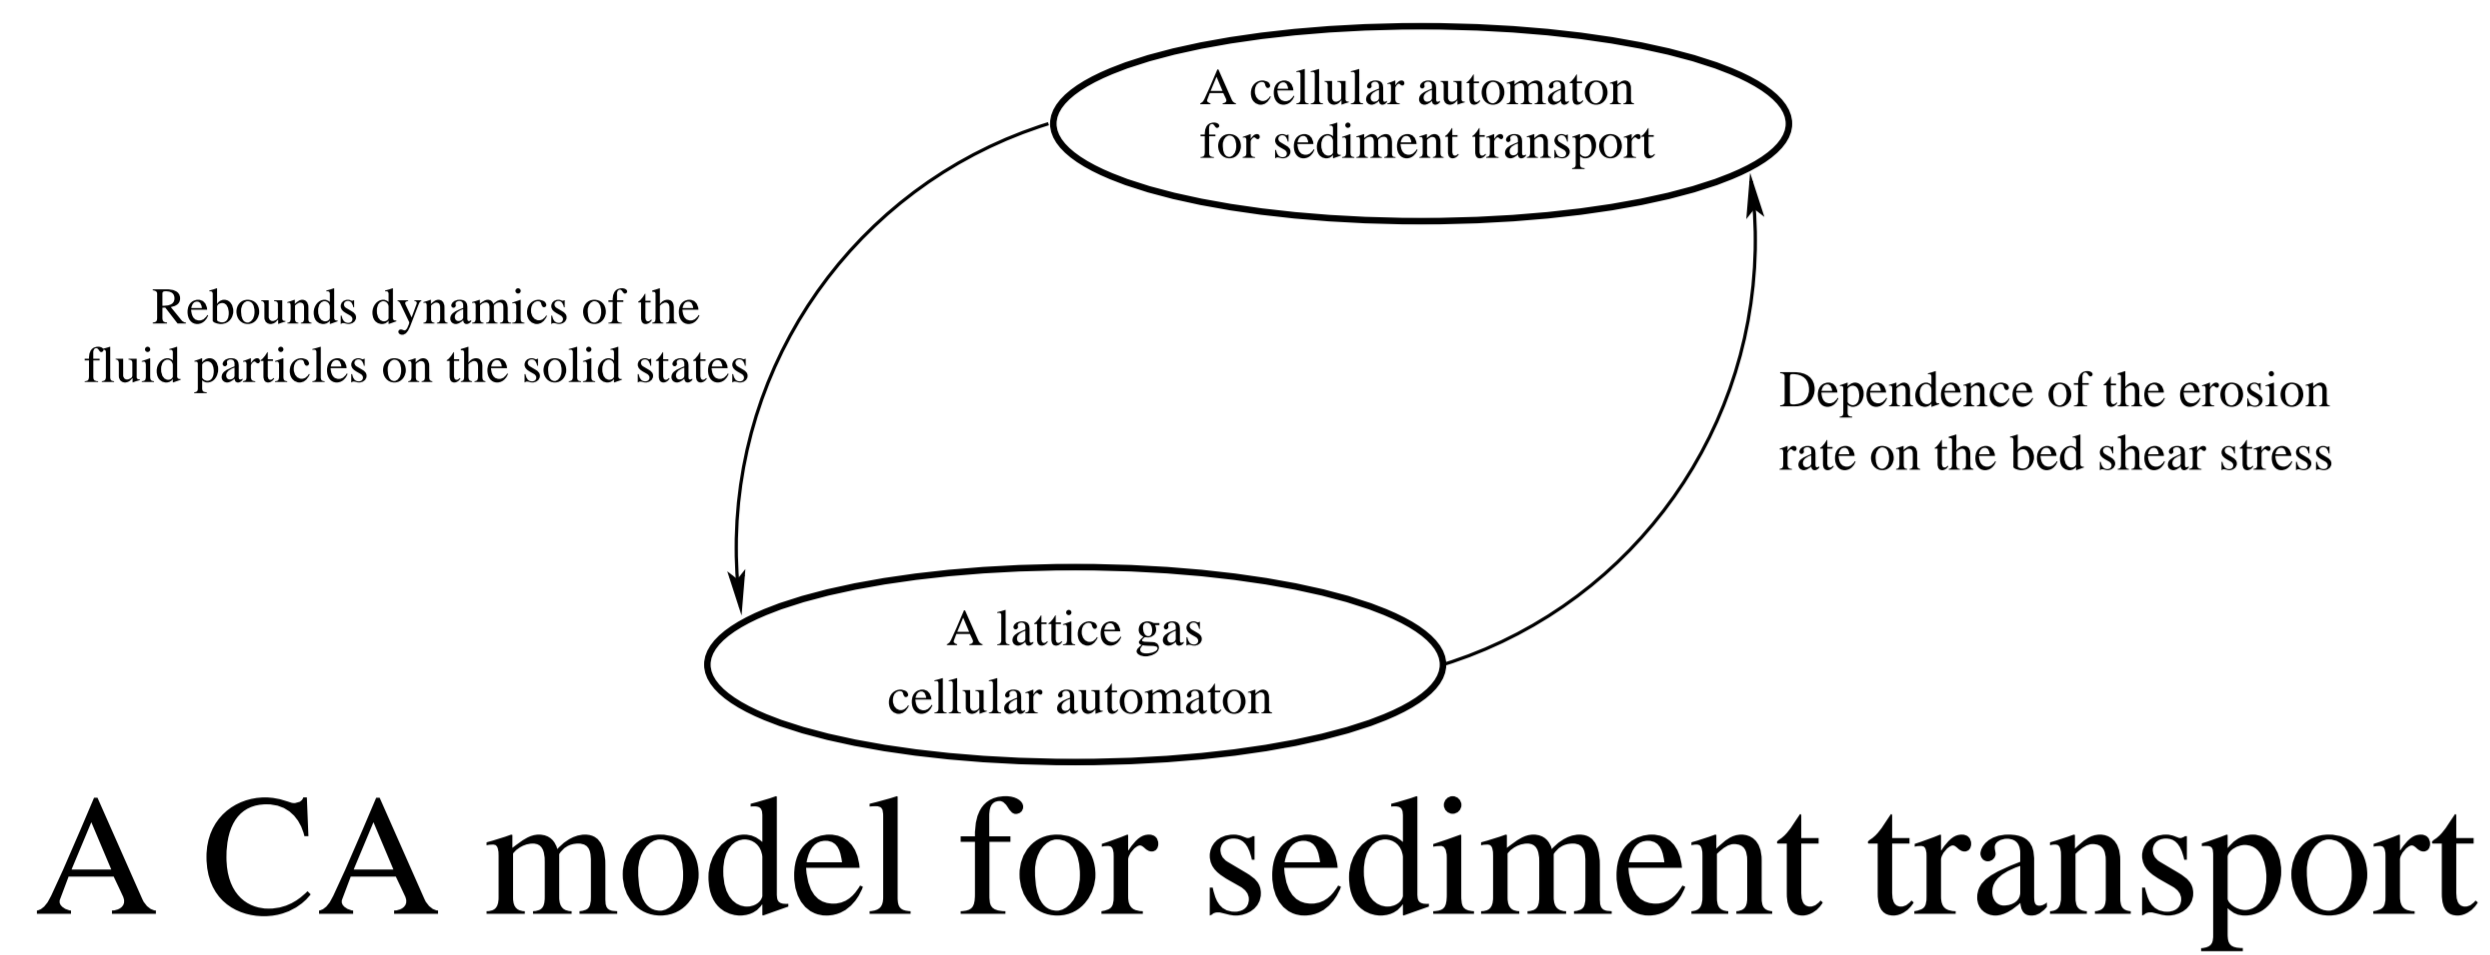 A cellular automaton
for sediment transport
Rebounds dynamics of the
fluid particles on the solid states
Dependence of the erosion
rate on the bed shear stress
A lattice gas
cellular automaton
A CA model for sediment transport